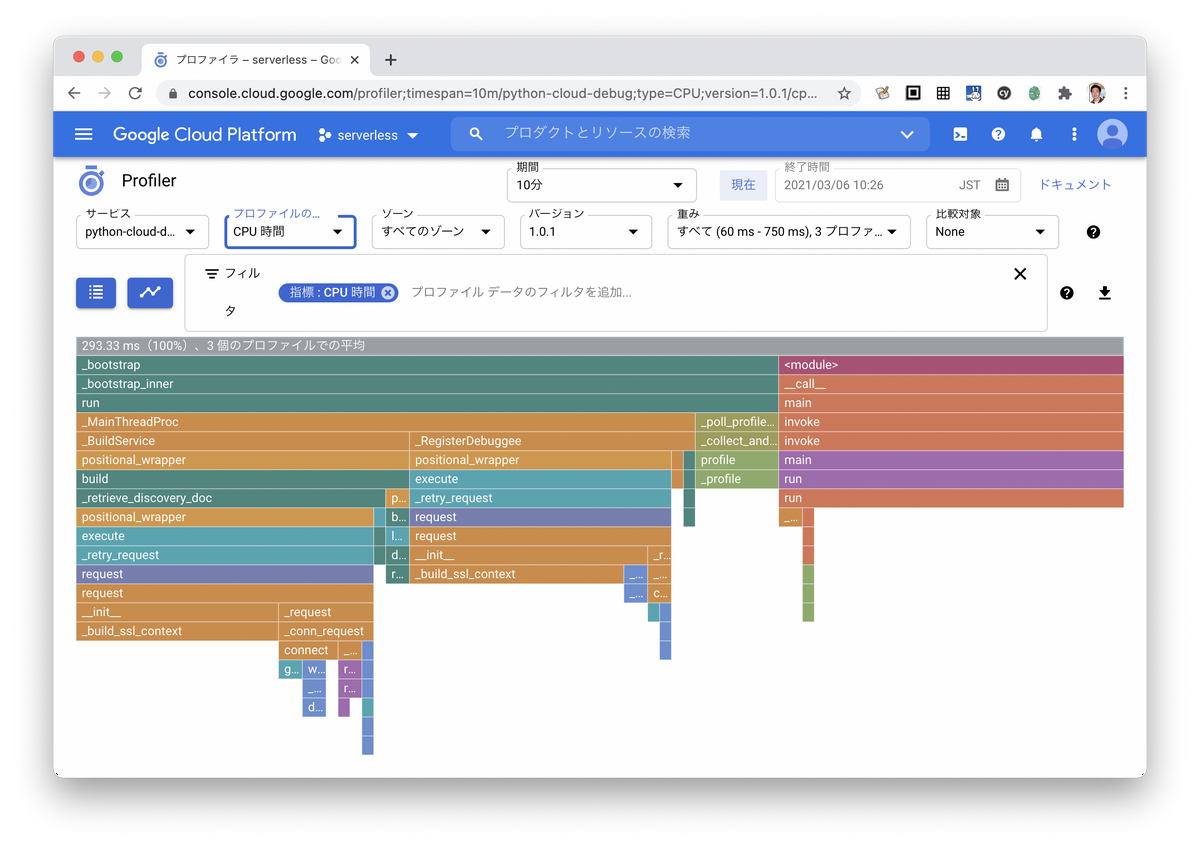 プロファイラ – serverless – Goo
console.cloud.google.com/profiler;timespan=10m/python-cloud-debug;type=CPU;version=1.0.1/cp...
Google Cloud Platform serverless プロダクトとリソースの検索
Profiler
期間
10分
現在
終了時間
2021/03/06 10:26 JST
ドキュメント
サービス
python-cloud-d...
プロファイルの...
CPU 時間
ゾーン
すべてのゾーン
バージョン
1.0.1
重み
すべて (60 ms - 750 ms), 3 プロファ...
比較対象
None
フィル
タ
指標 : CPU 時間
プロファイル データのフィルタを追加...
293.33 ms（100%）、3 個のプロファイルでの平均
_bootstrap <module>
_bootstrap_inner __call__
run main
_MainThreadProc _poll_profile... invoke
_BuildService _RegisterDebuggee _collect_and... invoke
positional_wrapper positional_wrapper profile main
build execute _profile run
_retrieve_discovery_doc p... _retry_request run
positional_wrapper b... request _...
execute l... request
_retry_request d... __init__ _r...
request r... _build_ssl_context _... _...
request _... c...
__init__ _request
_build_ssl_context _conn_request
connect _...
g... w... r...
_... r...
d...